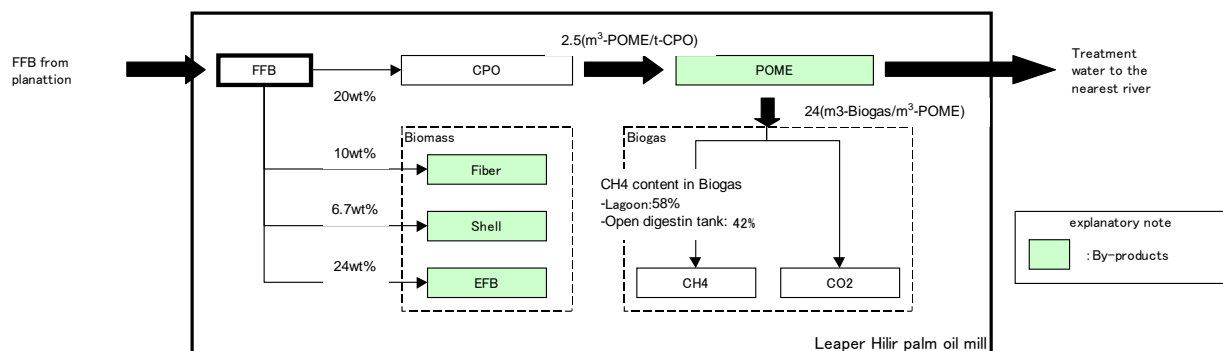 2.5(m³-POME/t-CPO)
FFB from
planattion
FFB
CPO
POME
Treatment
water to the
nearest river
20wt%
24(m3-Biogas/m³-POME)
Biomass
Biogas
10wt%
Fiber
CH4 content in Biogas
-Lagoon:58%
-Open digestin tank: 42%
6.7wt%
Shell
explanatory note
:By-products
24wt%
EFB
CH4
CO2
Leaper Hilir palm oil mill